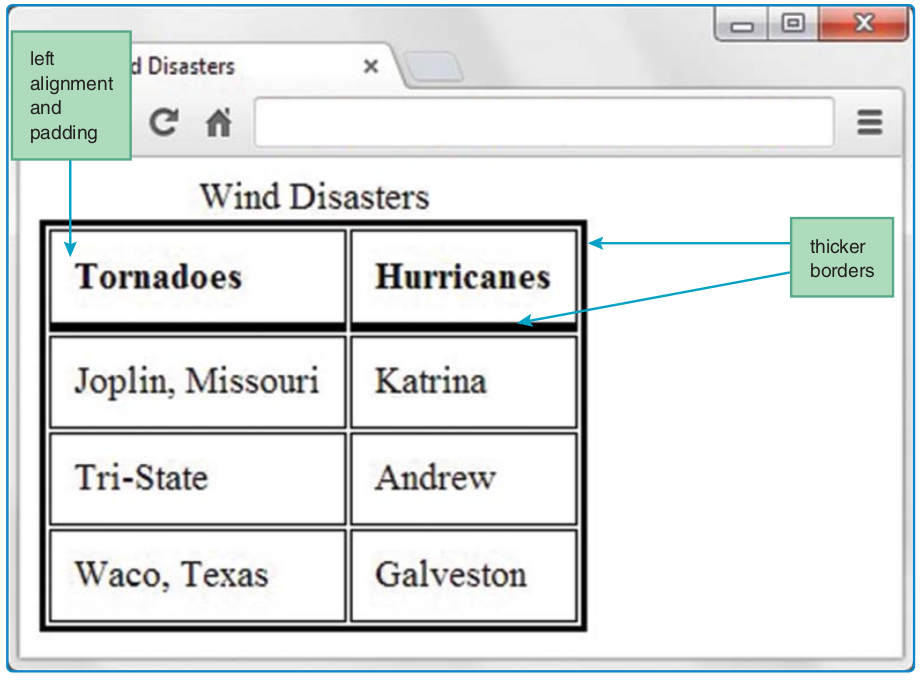 left
alignment
and
padding
d Disasters
Wind Disasters
Tornadoes Hurricanes
Joplin, Missouri Katrina
Tri-State Andrew
Waco, Texas Galveston
thicker
borders